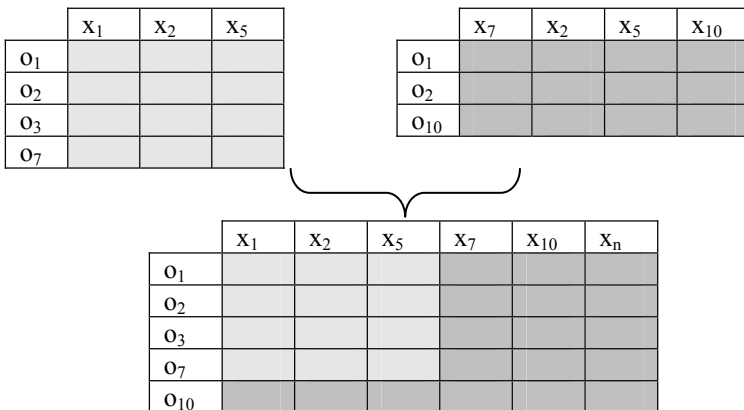 x₁ x₂ x₅
o₁
o₂
o₃
o₇
x₇ x₂ x₅ x₁₀
o₁
o₂
o₁₀
x₁ x₂ x₅ x₇ x₁₀ xₙ
o₁
o₂
o₃
o₇
o₁₀